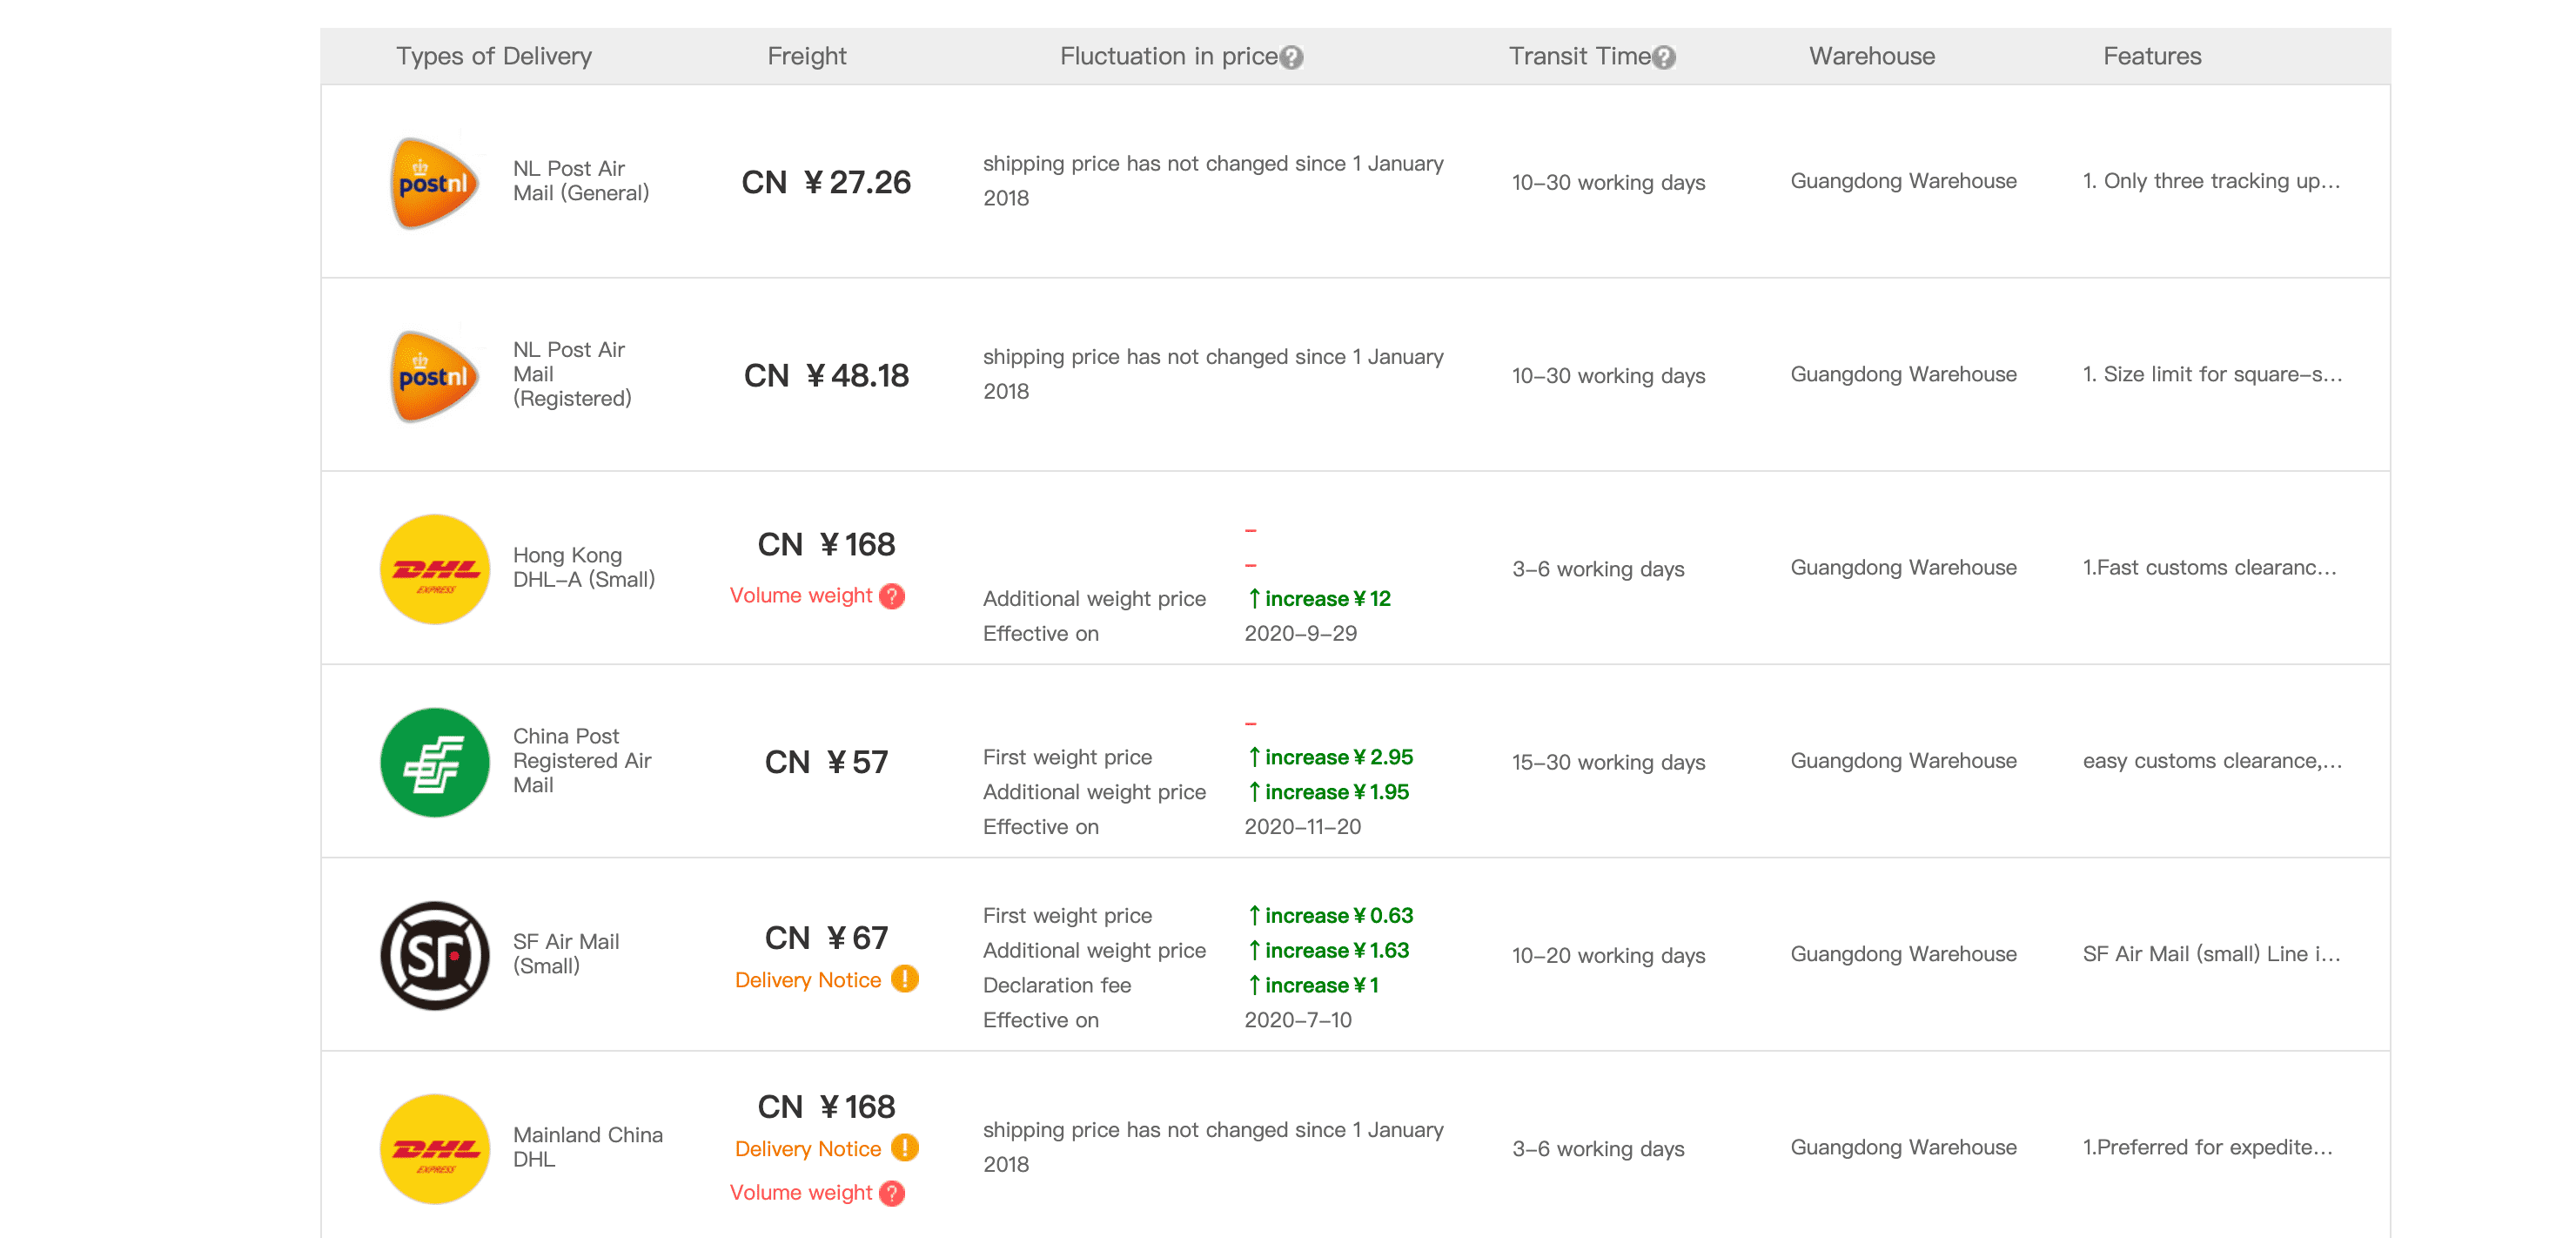 Types of Delivery Freight Fluctuation in price? Transit Time? Warehouse Features
postnl
NL Post Air
Mail (General)
CN ¥ 27.26
shipping price has not changed since 1 January
2018
10-30 working days
Guangdong Warehouse
1. Only three tracking up...
postnl
NL Post Air
Mail
(Registered)
CN ¥ 48.18
shipping price has not changed since 1 January
2018
10-30 working days
Guangdong Warehouse
1. Size limit for square-s...
DHL
EXPRESS
Hong Kong
DHL-A (Small)
CN ¥ 168
Volume weight ?
-
-
Additional weight price ↑increase ¥ 12
Effective on 2020-9-29
3-6 working days
Guangdong Warehouse
1.Fast customs clearanc...
China Post
Registered Air
Mail
CN ¥ 57
-
First weight price ↑increase ¥ 2.95
Additional weight price ↑increase ¥ 1.95
Effective on 2020-11-20
15-30 working days
Guangdong Warehouse
easy customs clearance,...
SF
SF Air Mail
(Small)
CN ¥ 67
Delivery Notice !
First weight price ↑increase ¥ 0.63
Additional weight price ↑increase ¥ 1.63
Declaration fee ↑increase ¥ 1
Effective on 2020-7-10
10-20 working days
Guangdong Warehouse
SF Air Mail (small) Line i...
DHL
EXPRESS
Mainland China
DHL
CN ¥ 168
Delivery Notice !
Volume weight ?
shipping price has not changed since 1 January
2018
3-6 working days
Guangdong Warehouse
1.Preferred for expedite...